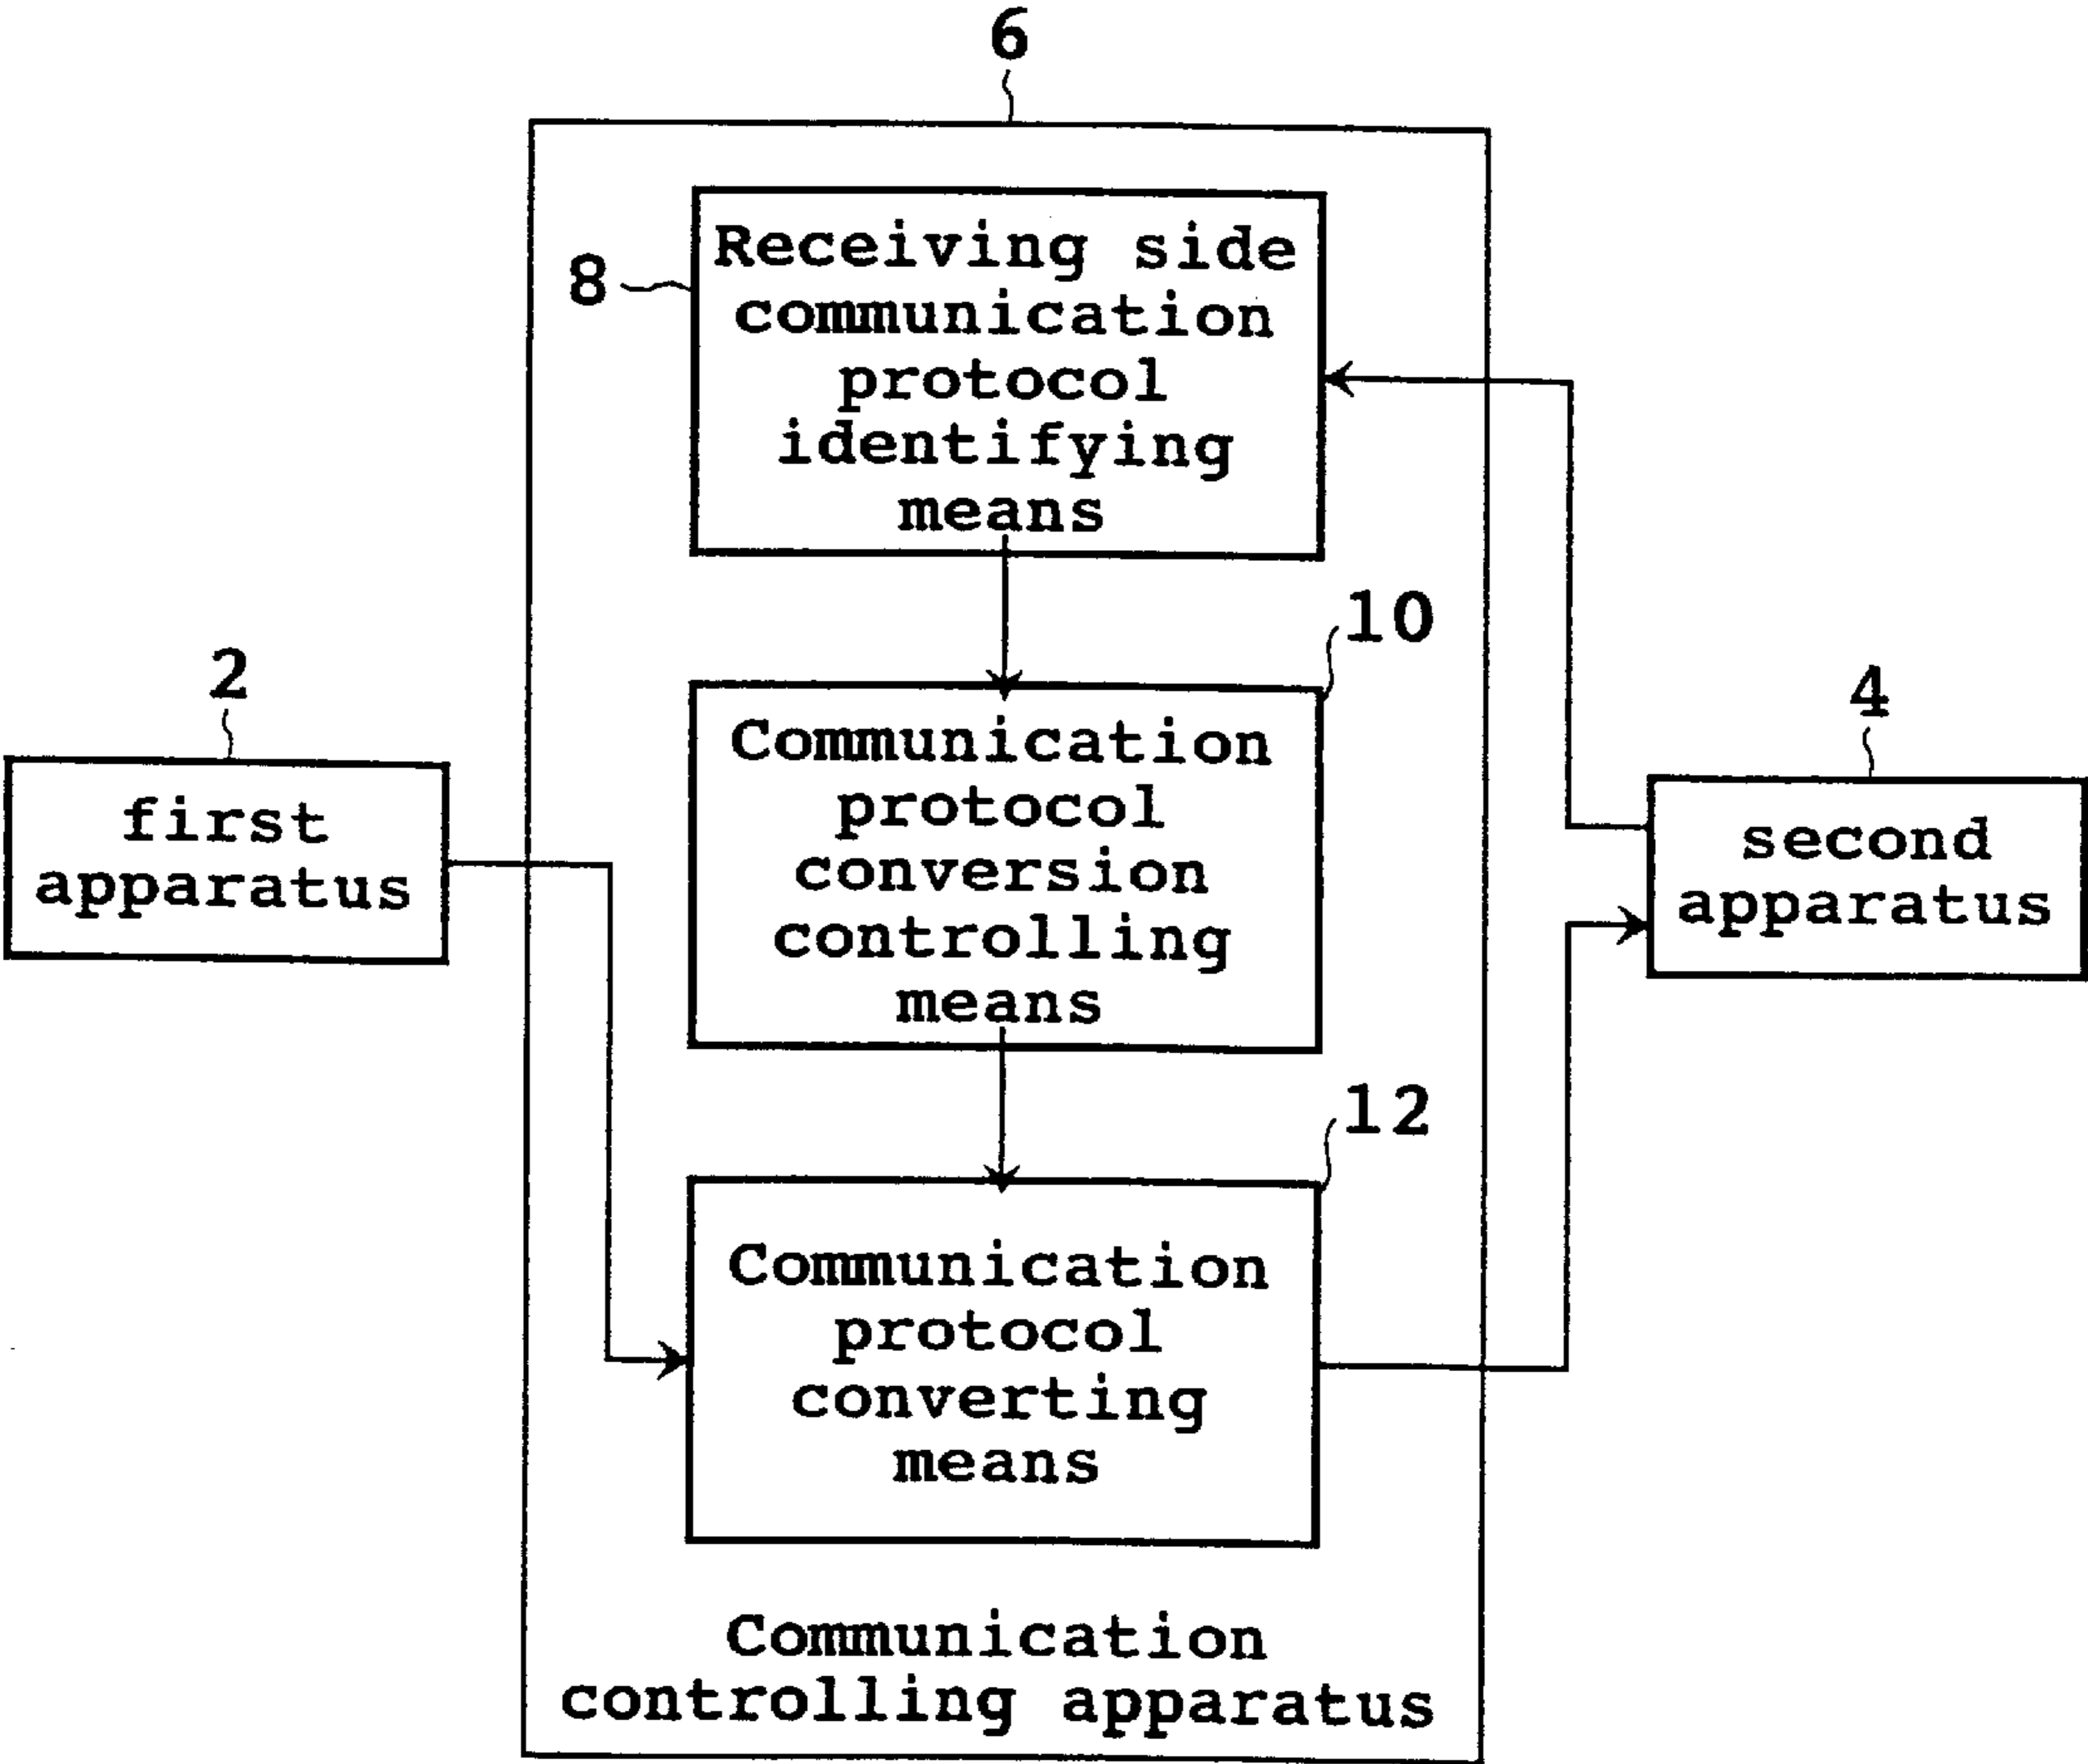 6
8
Receiving side
communication
protocol
identifying
means
10
Communication
protocol
conversion
controlling
means
2
first
apparatus
4
second
apparatus
12
Communication
protocol
converting
means
Communication
controlling apparatus